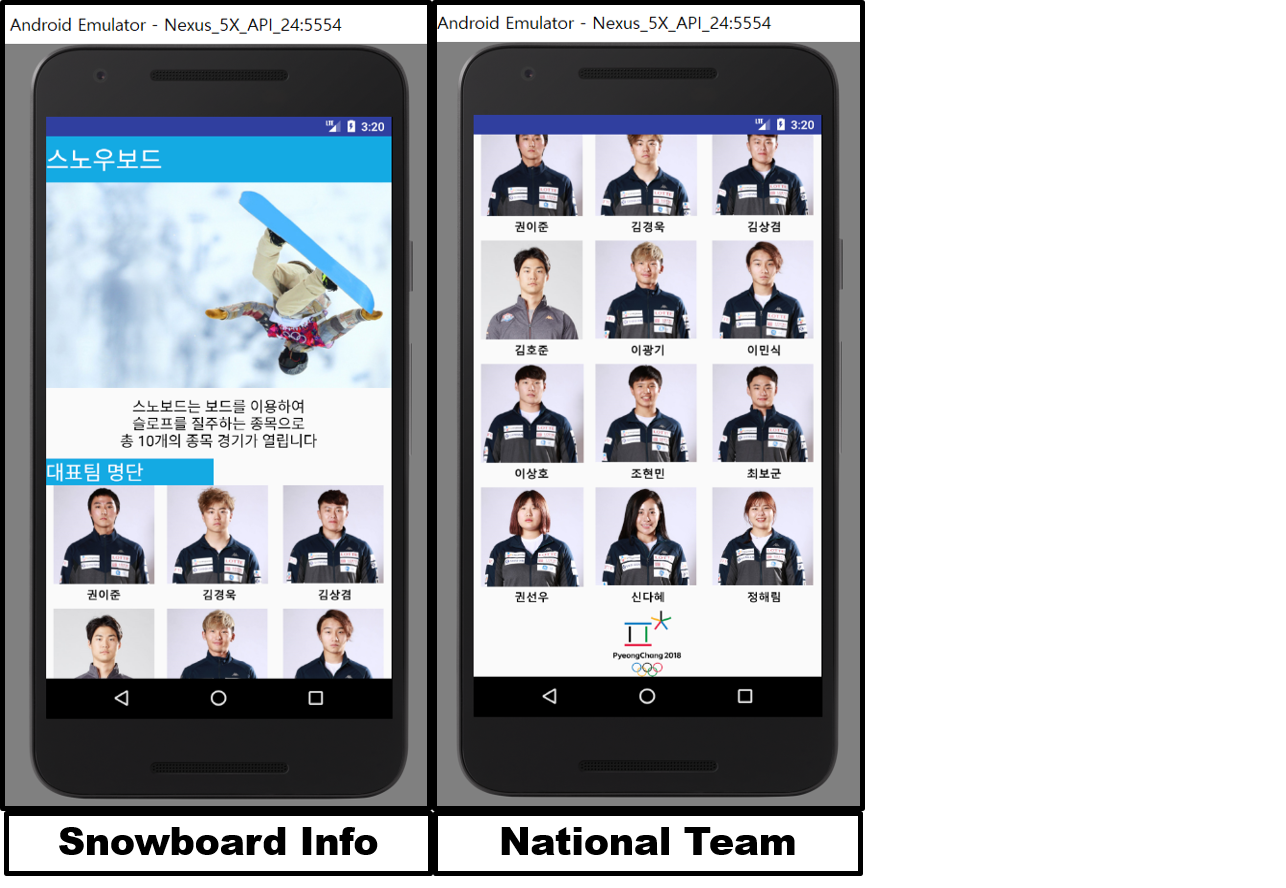 Android Emulator - Nexus_5X_API_24:5554
LTE 3:20
스노우보드
스노보드는 보드를 이용하여
슬로프를 질주하는 종목으로
총 10개의 종목 경기가 열립니다
대표팀 명단
권이준 김경욱 김상겸
Snowboard Info
Android Emulator - Nexus_5X_API_24:5554
LTE 3:20
권이준 김경욱 김상겸
김호준 이광기 이민식
이상호 조현민 최보군
권선우 신다혜 정해림
PyeongChang 2018
National Team